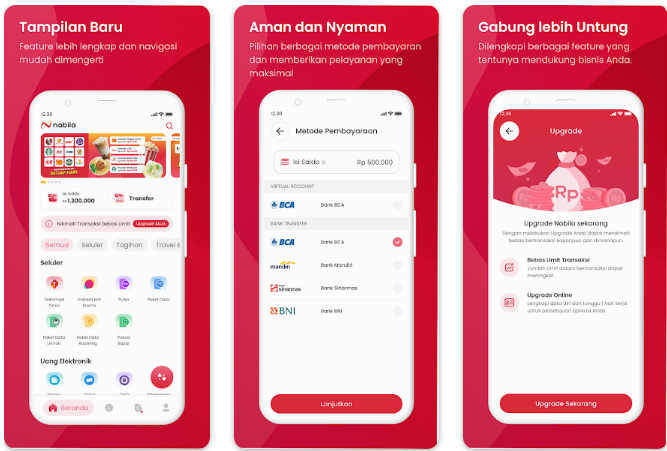 Tampilan Baru
Feature lebih lengkap dan navigasi
mudah dimengerti
12.30
nabila
Isi Saldo
Rp 1.300.000
Transfer
Nikmati Transaksi bebas Limit
Upgrade Akun
Semua
Seluler
Tagihan
Travel &
Seluler
Telkomsel
Omni
Indosat Hot
Promo
Pulsa
Paket Data
Paket Data
Umrah
Paket Data
Roaming
Pasca
Bayar
Uang Elektronik
Beranda
Aman dan Nyaman
Pilihan berbagai metode pembayaran
dan memberikan pelayanan yang
maksimal
12.30
Metode Pembayaraan
Isi Saldo
Rp 500.000
VIRTUAL ACCOUNT
BCA
Bank BCA
BANK TRANSFER
BCA
Bank BCA
mandiri
Bank Mandiri
bank
sinarmas
Bank Sinarmas
BNI
Bank BNI
Lanjutkan
Gabung lebih Untung
Dilengkapi berbagai feature yang
tentunya mendukung bisnis Anda.
12.30
Upgrade
Rp
Upgrade Nabila sekarang
Dengan melakukan Upgrade Anda dapat menikmati
bebas bertransaksi kapanpun dan dimanapun.
Bebas Limit Transaksi
Jumlah Limit dalam bertransaksi dapat
meningkat.
Upgrade Online
Lengkapi data diri dan tunggu 1 hari kerja
untuk persetujuan aplikasi Anda.
Upgrade Sekarang